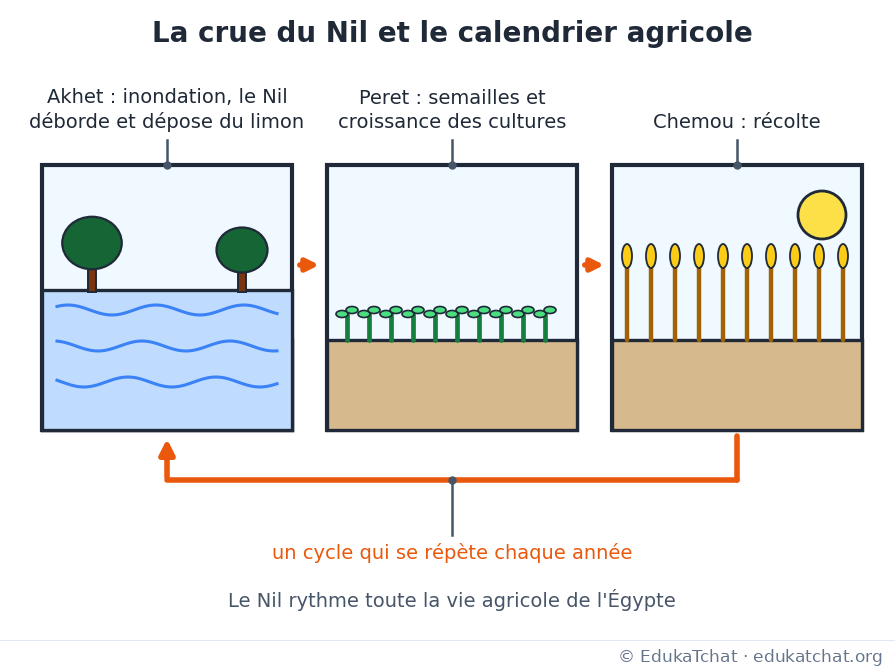 La crue du Nil et le calendrier agricole
Akhet : inondation, le Nil
déborde et dépose du limon
Peret : semailles et
croissance des cultures
Chemou : récolte
un cycle qui se répète chaque année
Le Nil rythme toute la vie agricole de l'Égypte
© EdukaTchat · edukatchat.org